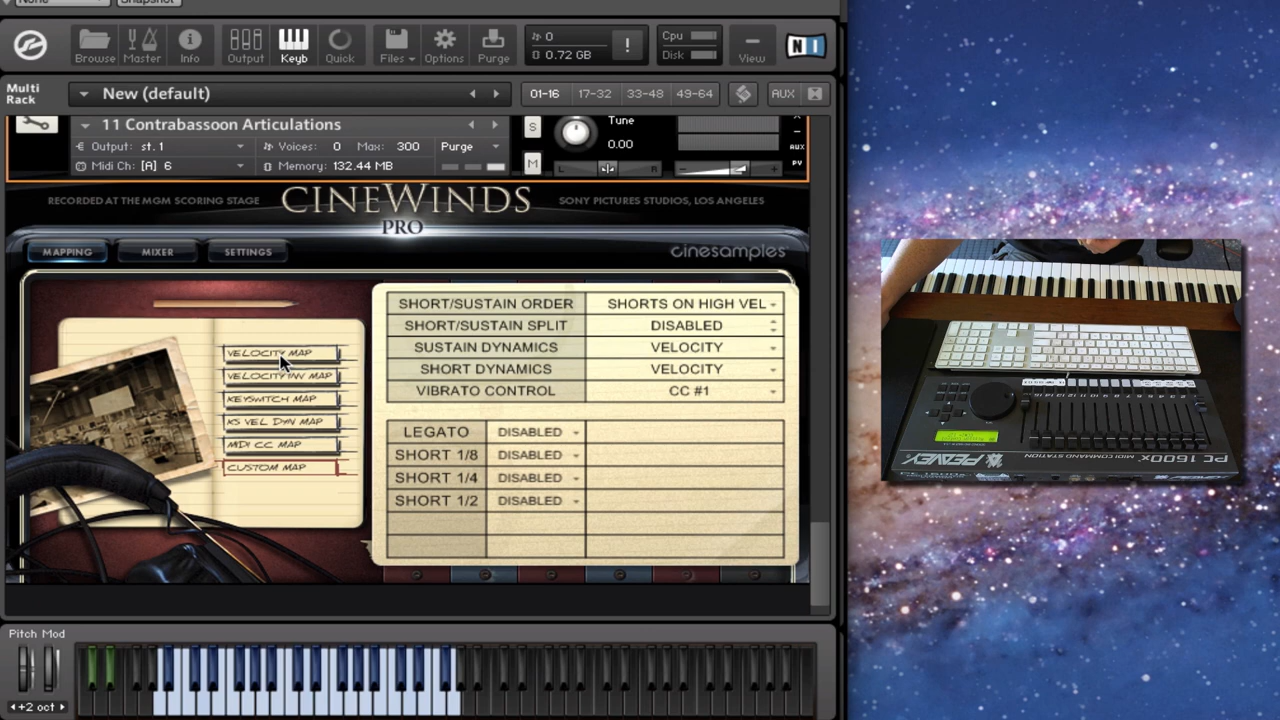 None Snapshot
Browse Master Info Output Keyb Quick Files Options Purge
0
0.72 GB
!
Cpu
Disk
View
NI
Multi Rack
New (default)
01-16 17-32 33-48 49-64 AUX
11 Contrabassoon Articulations
Output: st. 1 Voices: 0 Max: 300 Purge
Midi Ch: [A] 6 Memory: 132.44 MB
S
M
Tune
0.00
L R
AUX
PV
RECORDED AT THE MGM SCORING STAGE
CINEWINDS
PRO
SONY PICTURES STUDIOS, LOS ANGELES
MAPPING MIXER SETTINGS
cinesamples
VELOCITY MAP
VELOCITY INV MAP
KEYSWITCH MAP
KS VEL DYN MAP
MIDI CC MAP
CUSTOM MAP
SHORT/SUSTAIN ORDER SHORTS ON HIGH VEL
SHORT/SUSTAIN SPLIT DISABLED
SUSTAIN DYNAMICS VELOCITY
SHORT DYNAMICS VELOCITY
VIBRATO CONTROL CC #1
LEGATO DISABLED
SHORT 1/8 DISABLED
SHORT 1/4 DISABLED
SHORT 1/2 DISABLED
Pitch Mod
+2 oct
PC 1600x MIDI COMMAND STATION PEAVEY